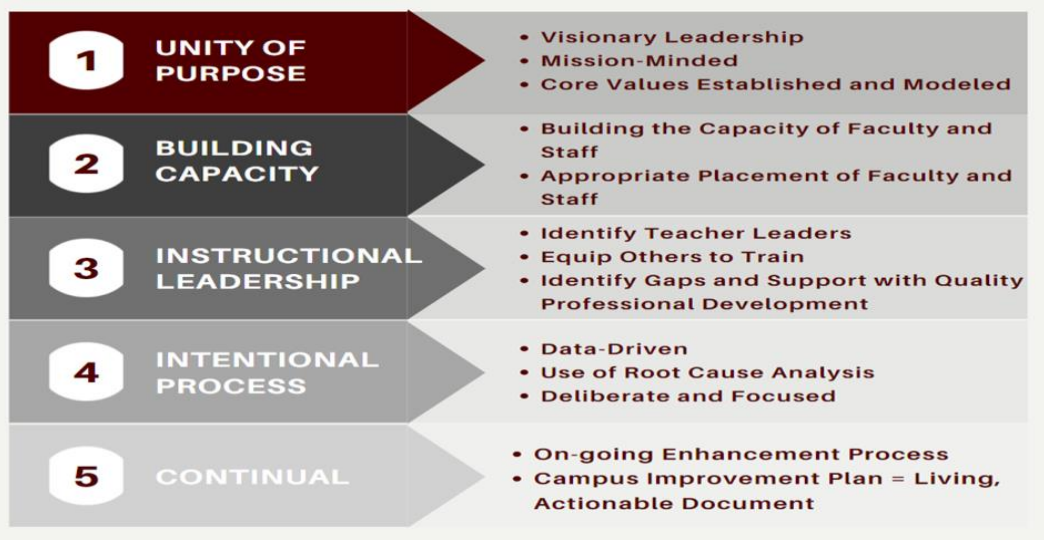 1
UNITY OF
PURPOSE
• Visionary Leadership
• Mission-Minded
• Core Values Established and Modeled
2
BUILDING
CAPACITY
• Building the Capacity of Faculty and
Staff
• Appropriate Placement of Faculty and
Staff
3
INSTRUCTIONAL
LEADERSHIP
• Identify Teacher Leaders
• Equip Others to Train
• Identify Gaps and Support with Quality
Professional Development
4
INTENTIONAL
PROCESS
• Data-Driven
• Use of Root Cause Analysis
• Deliberate and Focused
5
CONTINUAL
• On-going Enhancement Process
• Campus Improvement Plan = Living,
Actionable Document